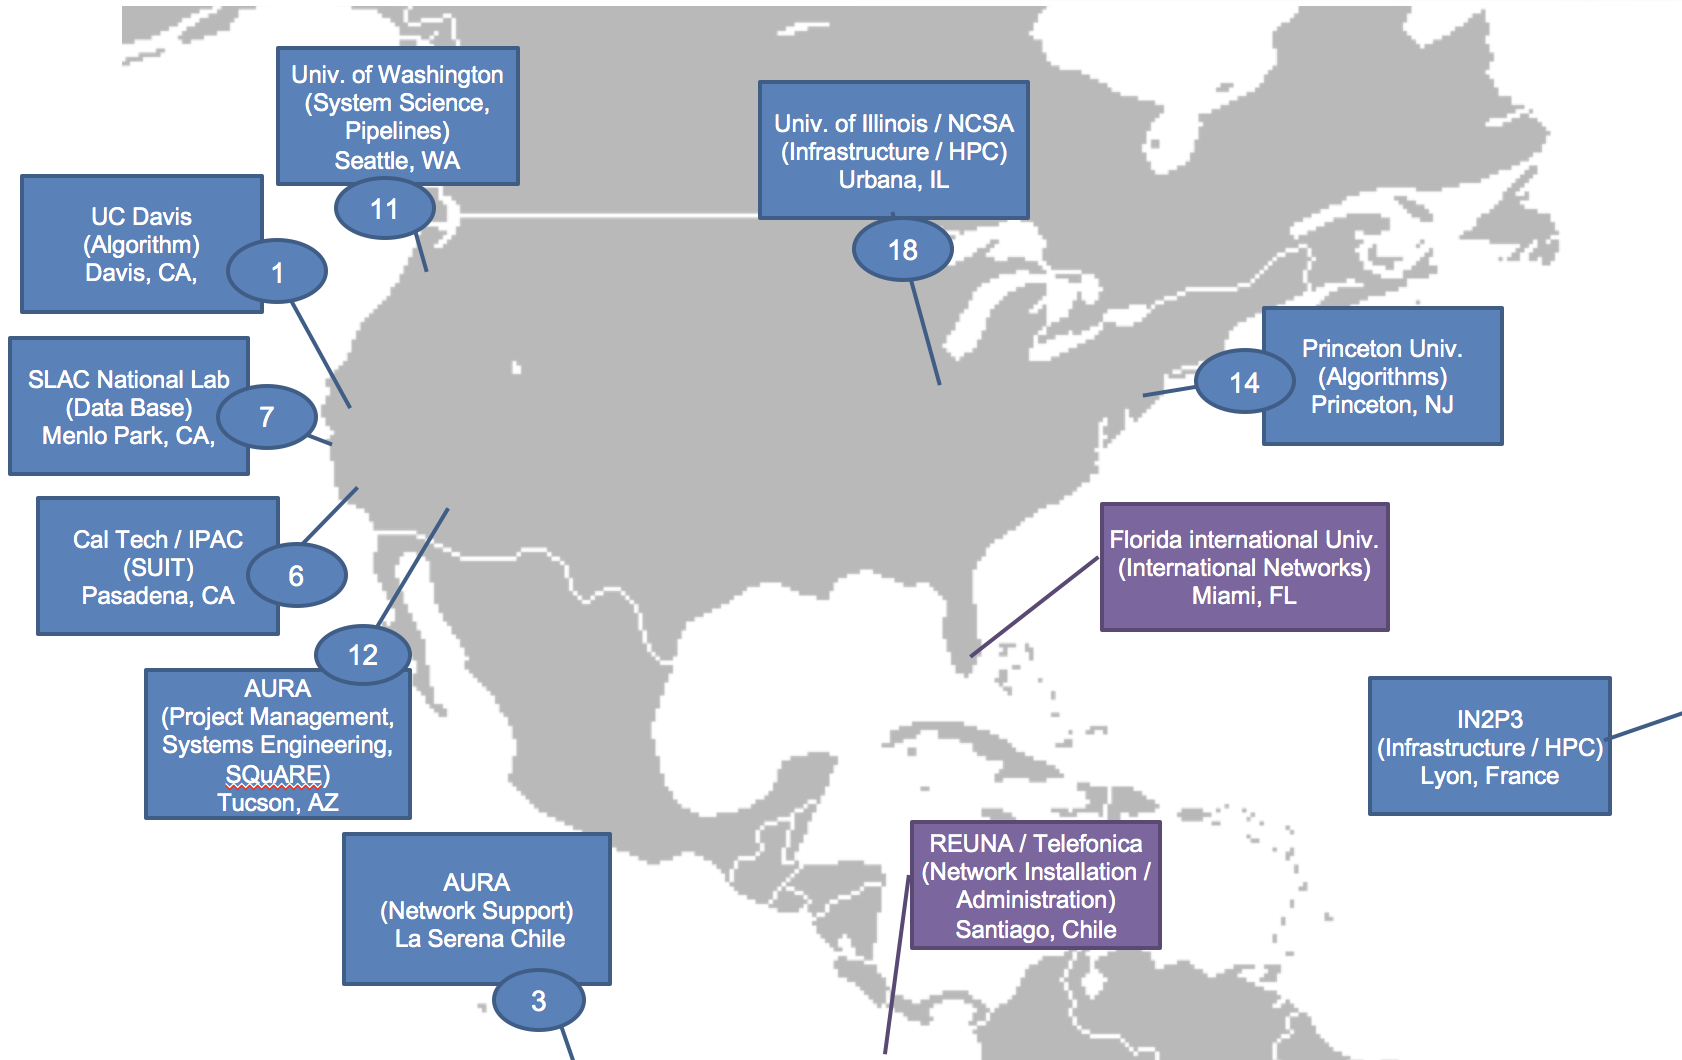 Univ. of Washington
(System Science,
Pipelines)
Seattle, WA
11
Univ. of Illinois / NCSA
(Infrastructure / HPC)
Urbana, IL
18
UC Davis
(Algorithm)
Davis, CA,
1
SLAC National Lab
(Data Base)
Menlo Park, CA,
7
Princeton Univ.
(Algorithms)
Princeton, NJ
14
Cal Tech / IPAC
(SUIT)
Pasadena, CA
6
Florida international Univ.
(International Networks)
Miami, FL
12
AURA
(Project Management,
Systems Engineering,
SQuARE)
Tucson, AZ
IN2P3
(Infrastructure / HPC)
Lyon, France
AURA
(Network Support)
La Serena Chile
3
REUNA / Telefonica
(Network Installation /
Administration)
Santiago, Chile